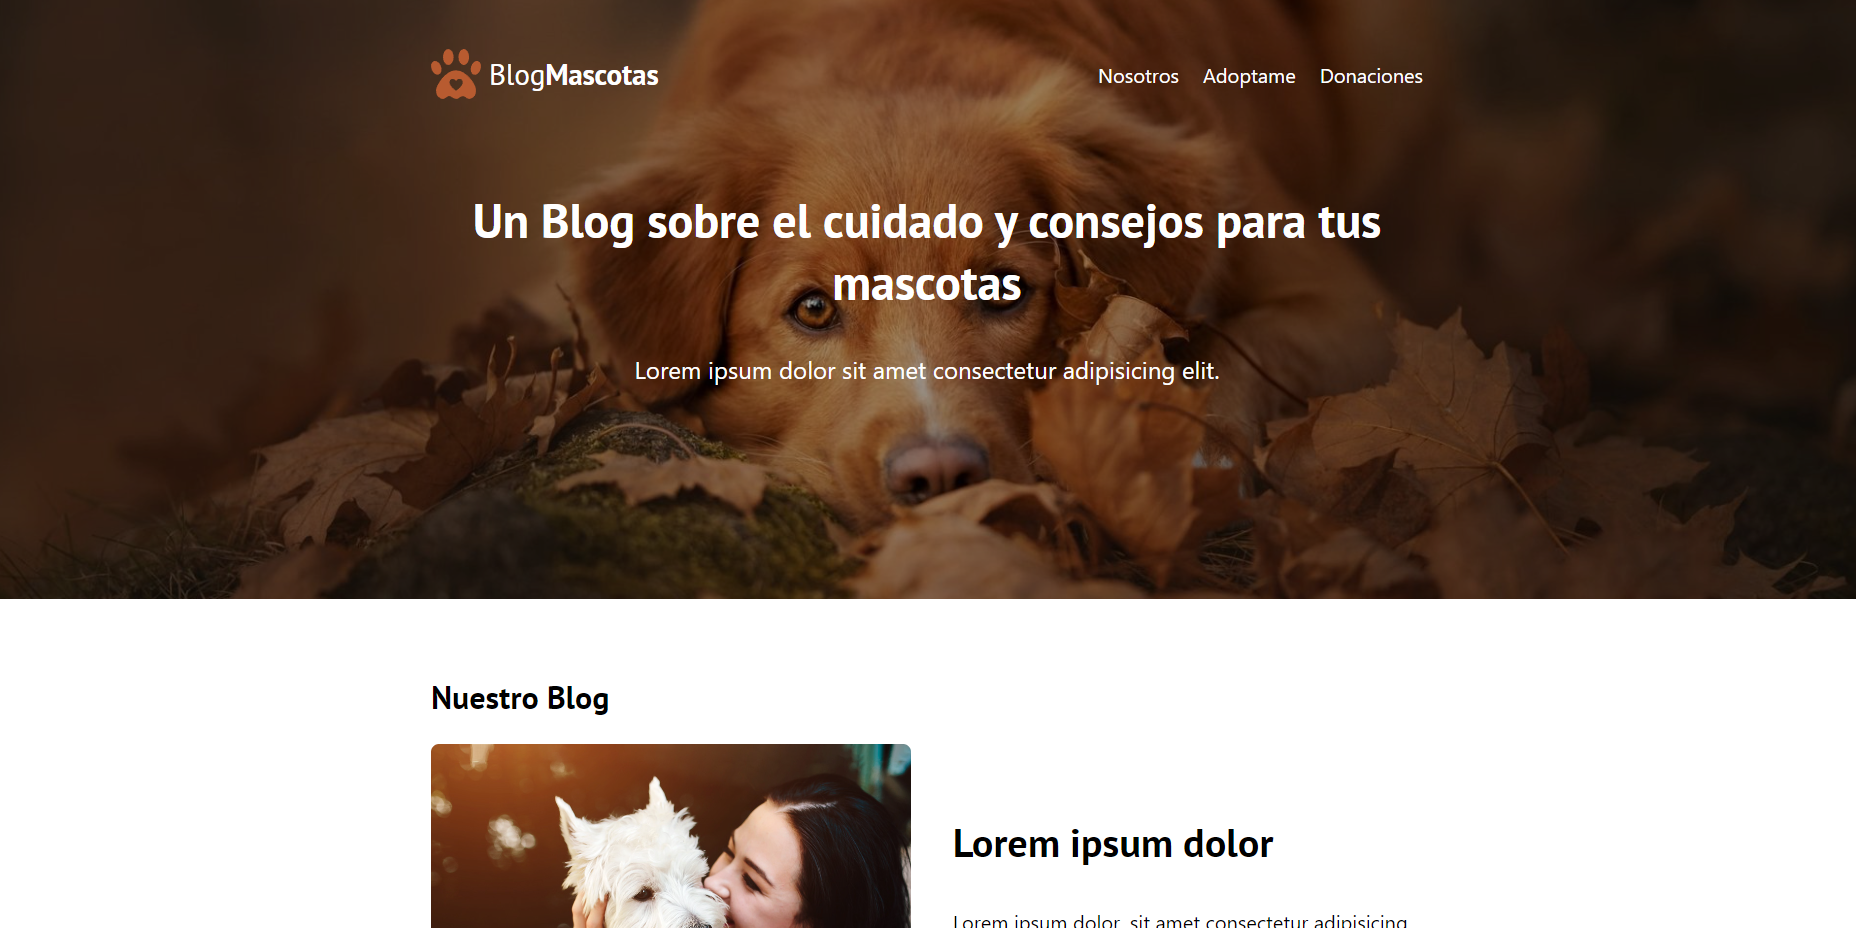 BlogMascotas
Nosotros Adoptame Donaciones
Un Blog sobre el cuidado y consejos para tus
mascotas
Lorem ipsum dolor sit amet consectetur adipisicing elit.
Nuestro Blog
Lorem ipsum dolor
Lorem ipsum dolor, sit amet consectetur adipisicing